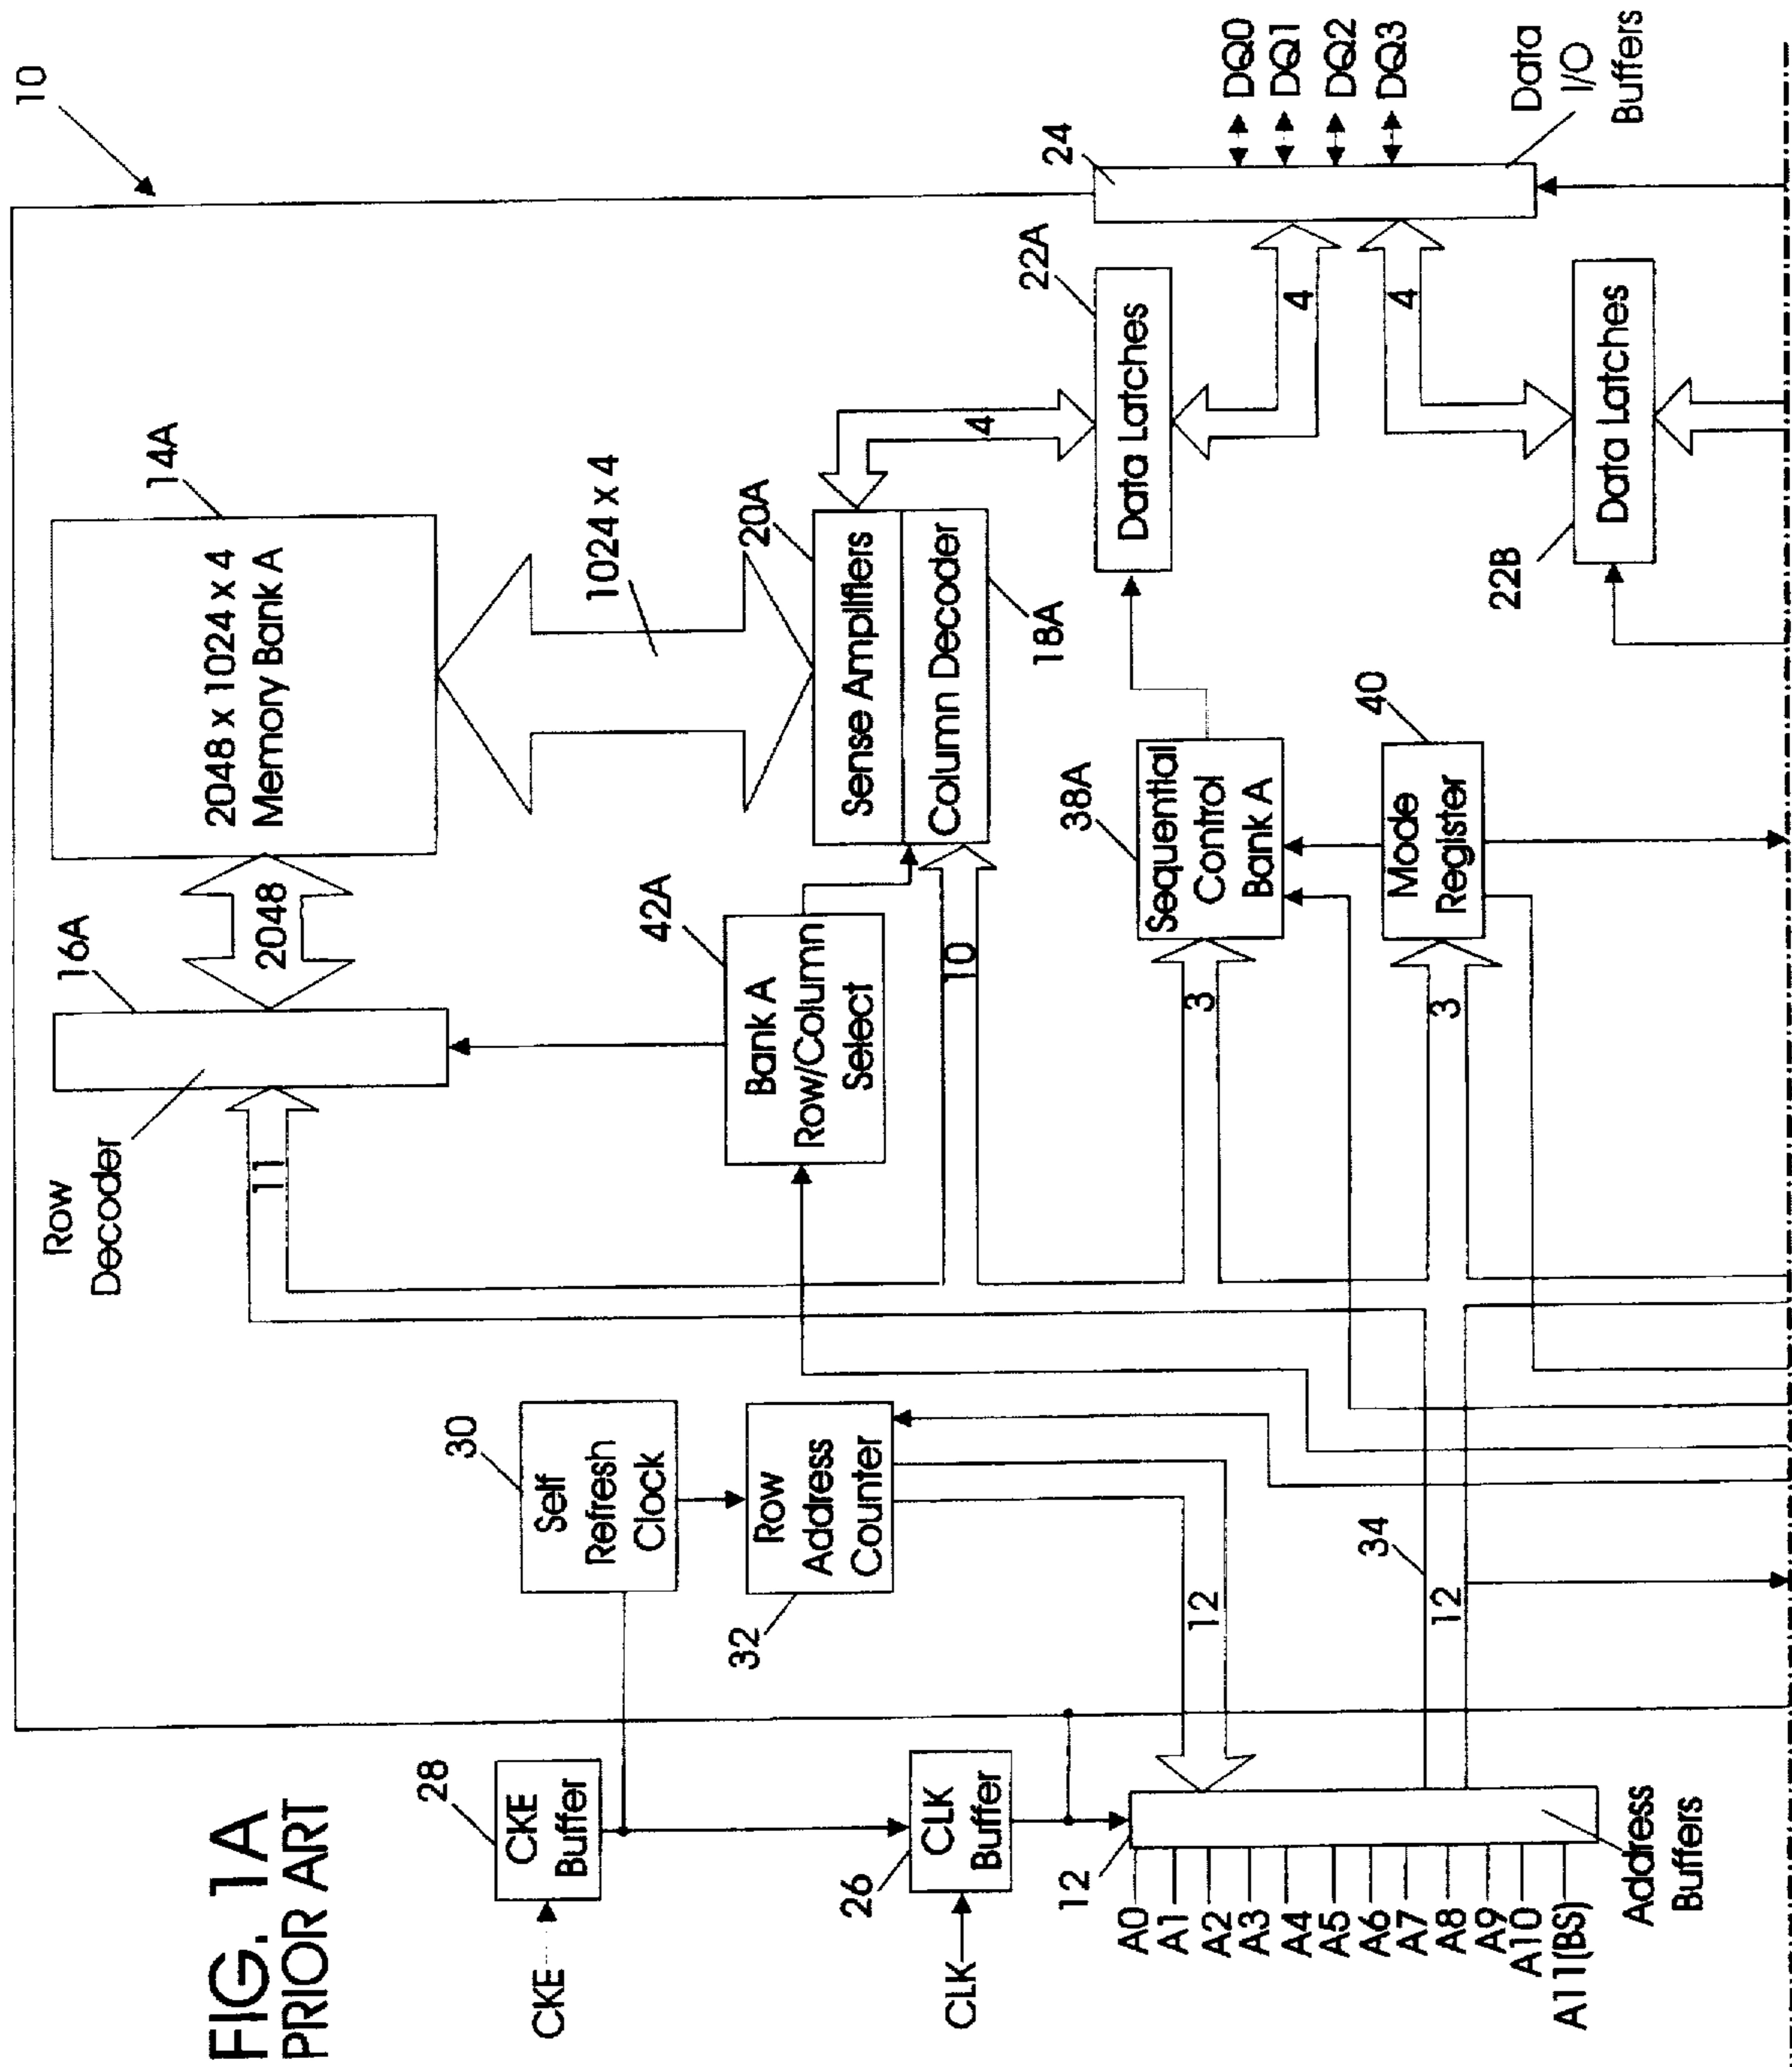 FIG. 1A
PRIOR ART
10
Row
Decoder
16A
2048
11
2048 x 1024 x 4
Memory Bank A
14A
1024 x 4
CKE
28
CKE
Buffer
30
Self
Refresh
Clock
42A
Bank A
Row/Column
Select
20A
Sense Amplifiers
Column Decoder
18A
4
10
32
Row
Address
Counter
12
CLK
26
CLK
Buffer
38A
Sequential
Control
Bank A
3
22A
Data Latches
4
24
DQ0
DQ1
DQ2
DQ3
Data
I/O
Buffers
12
A0
A1
A2
A3
A4
A5
A6
A7
A8
A9
A10
A11(BS)
Address
Buffers
34
12
40
Mode
Register
3
22B
Data Latches
4